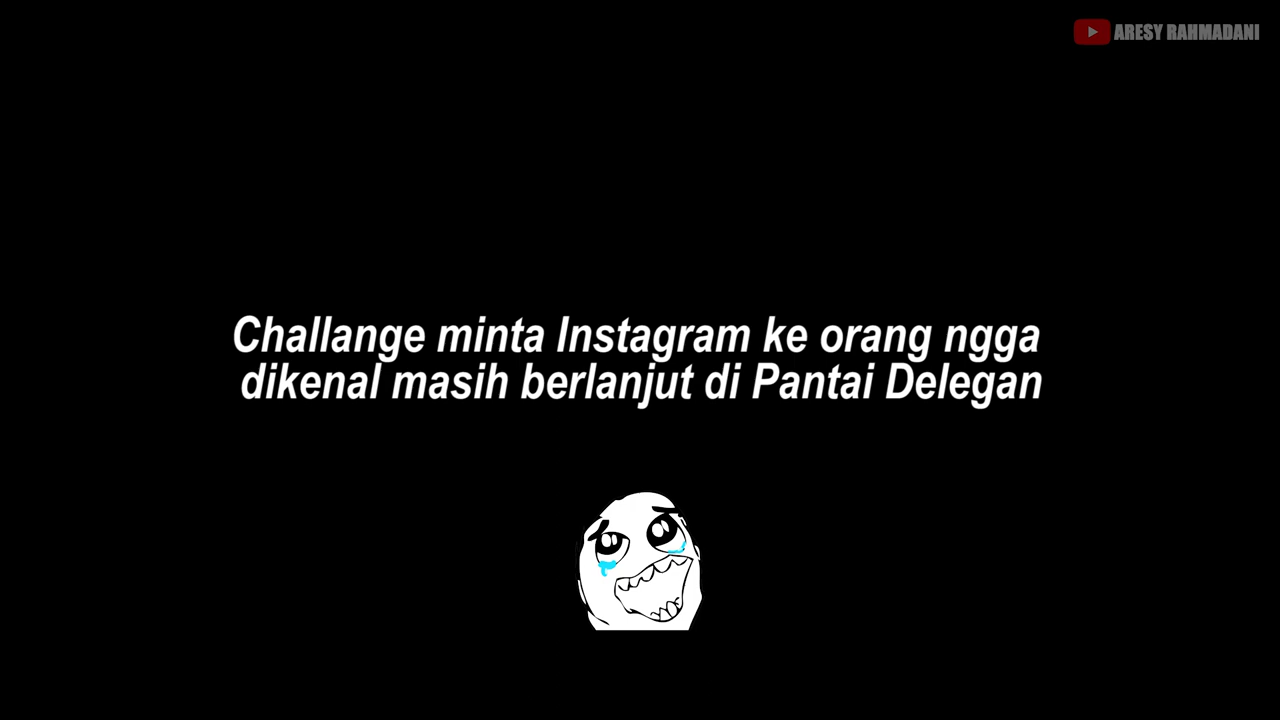 ARESY RAHMADANI
Challange minta Instagram ke orang ngga
dikenal masih berlanjut di Pantai Delegan